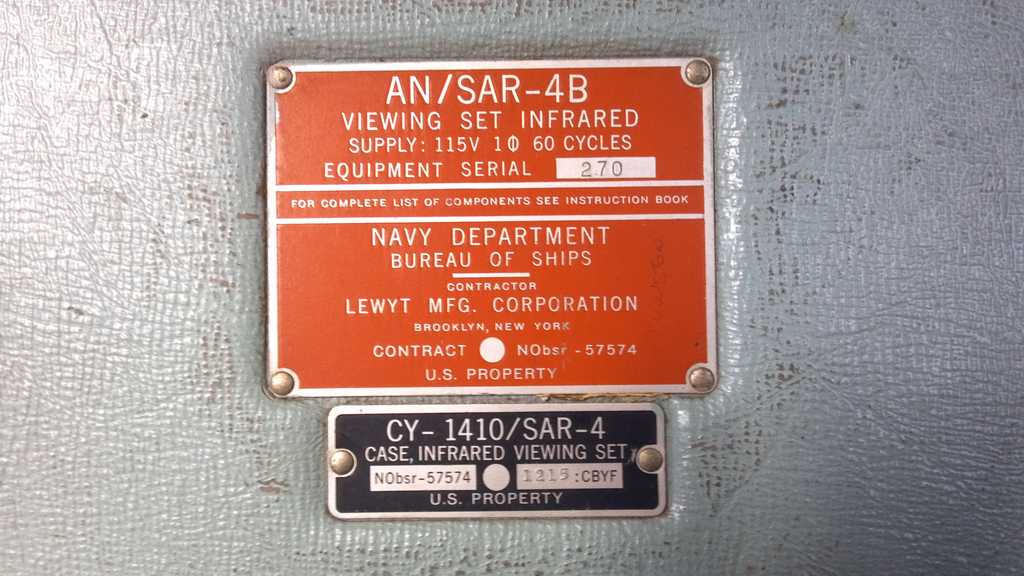 AN/SAR-4B
VIEWING SET INFRARED
SUPPLY: 115V 1Φ 60 CYCLES
EQUIPMENT SERIAL 270
FOR COMPLETE LIST OF COMPONENTS SEE INSTRUCTION BOOK
NAVY DEPARTMENT
BUREAU OF SHIPS
CONTRACTOR
LEWYT MFG. CORPORATION
BROOKLYN, NEW YORK
CONTRACT NObsr-57574
U.S. PROPERTY
CY-1410/SAR-4
CASE, INFRARED VIEWING SET
NObsr-57574 1215:CBYF
U.S. PROPERTY